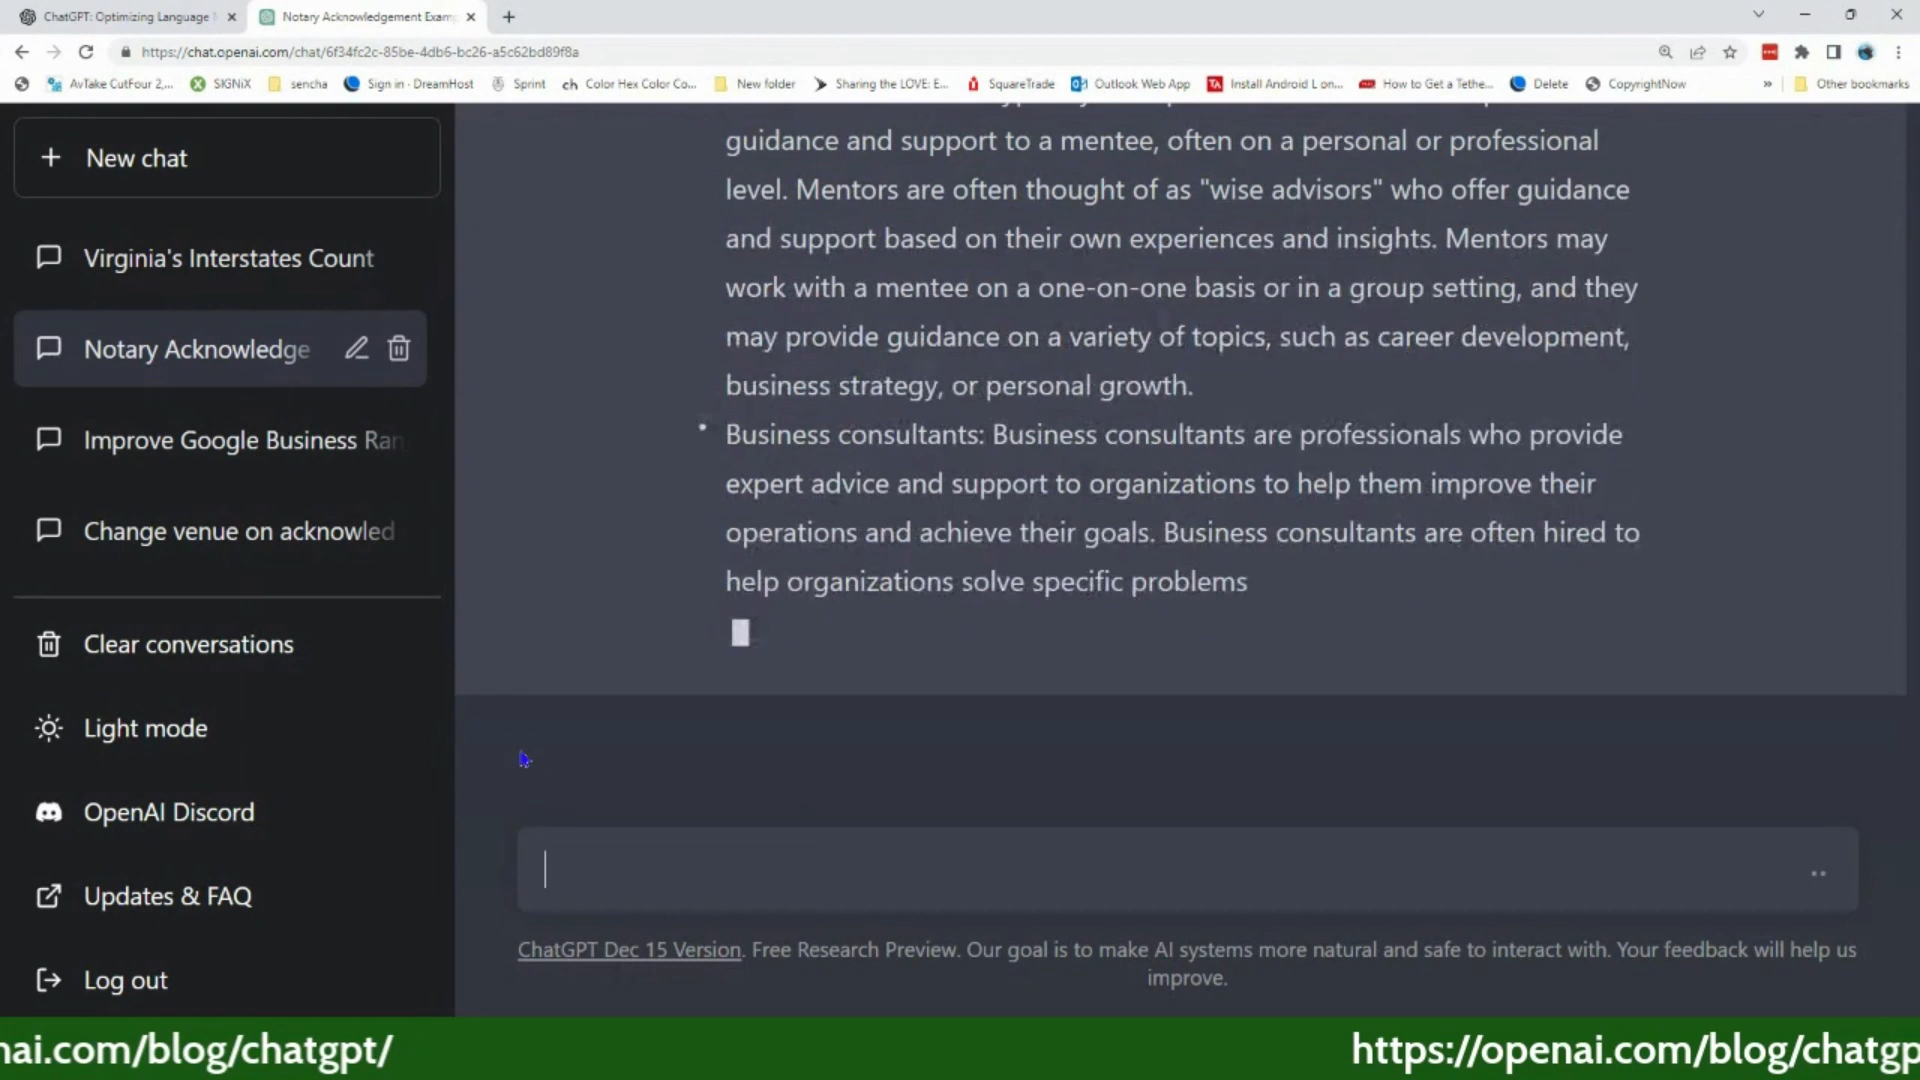 ChatGPT: Optimizing Language
Notary Acknowledgement Exam
https://chat.openai.com/chat/6f34fc2c-85be-4db6-bc26-a5c62bd89f8a
AvTake CutFour 2,...
SIGNiX
sencha
Sign in · DreamHost
Sprint
ch Color Hex Color Co...
New folder
Sharing the LOVE: E...
SquareTrade
Outlook Web App
TA Install Android L on...
How to Get a Tethe...
Delete
CopyrightNow
»
Other bookmarks
New chat
Virginia's Interstates Count
Notary Acknowledge
Improve Google Business Ran
Change venue on acknowled
Clear conversations
Light mode
OpenAI Discord
Updates & FAQ
Log out
guidance and support to a mentee, often on a personal or professional
level. Mentors are often thought of as "wise advisors" who offer guidance
and support based on their own experiences and insights. Mentors may
work with a mentee on a one-on-one basis or in a group setting, and they
may provide guidance on a variety of topics, such as career development,
business strategy, or personal growth.
• Business consultants: Business consultants are professionals who provide
expert advice and support to organizations to help them improve their
operations and achieve their goals. Business consultants are often hired to
help organizations solve specific problems
ChatGPT Dec 15 Version. Free Research Preview. Our goal is to make AI systems more natural and safe to interact with. Your feedback will help us
improve.
nai.com/blog/chatgpt/
https://openai.com/blog/chatgp